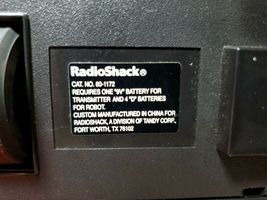 RadioShack®
CAT. NO. 60-1172
REQUIRES ONE "9V" BATTERY FOR
TRANSMITTER AND 4 "D" BATTERIES
FOR ROBOT.
CUSTOM MANUFACTURED IN CHINA FOR
RADIOSHACK, A DIVISION OF TANDY CORP.,
FORT WORTH, TX 76102